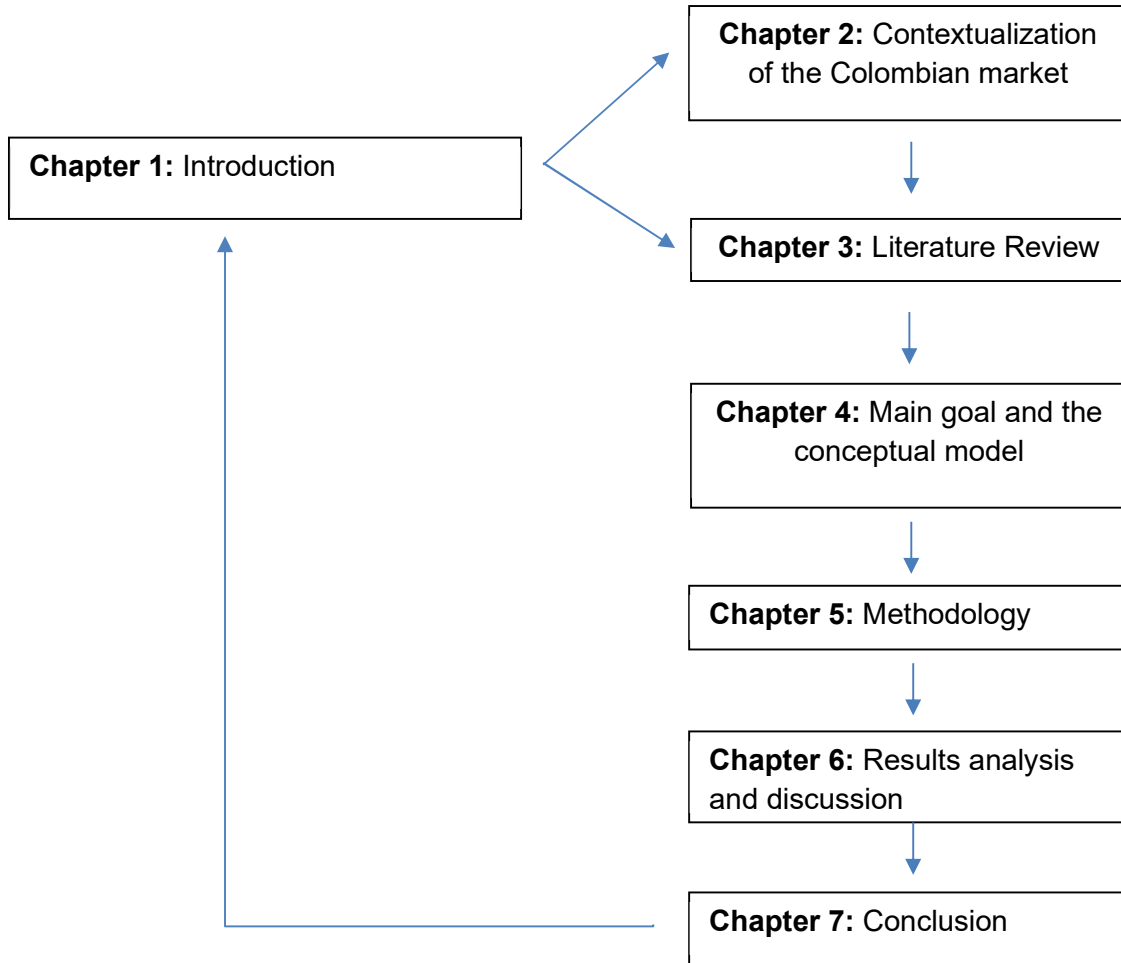 Chapter 2: Contextualization
of the Colombian market
Chapter 1: Introduction
Chapter 3: Literature Review
Chapter 4: Main goal and the
conceptual model
Chapter 5: Methodology
Chapter 6: Results analysis
and discussion
Chapter 7: Conclusion